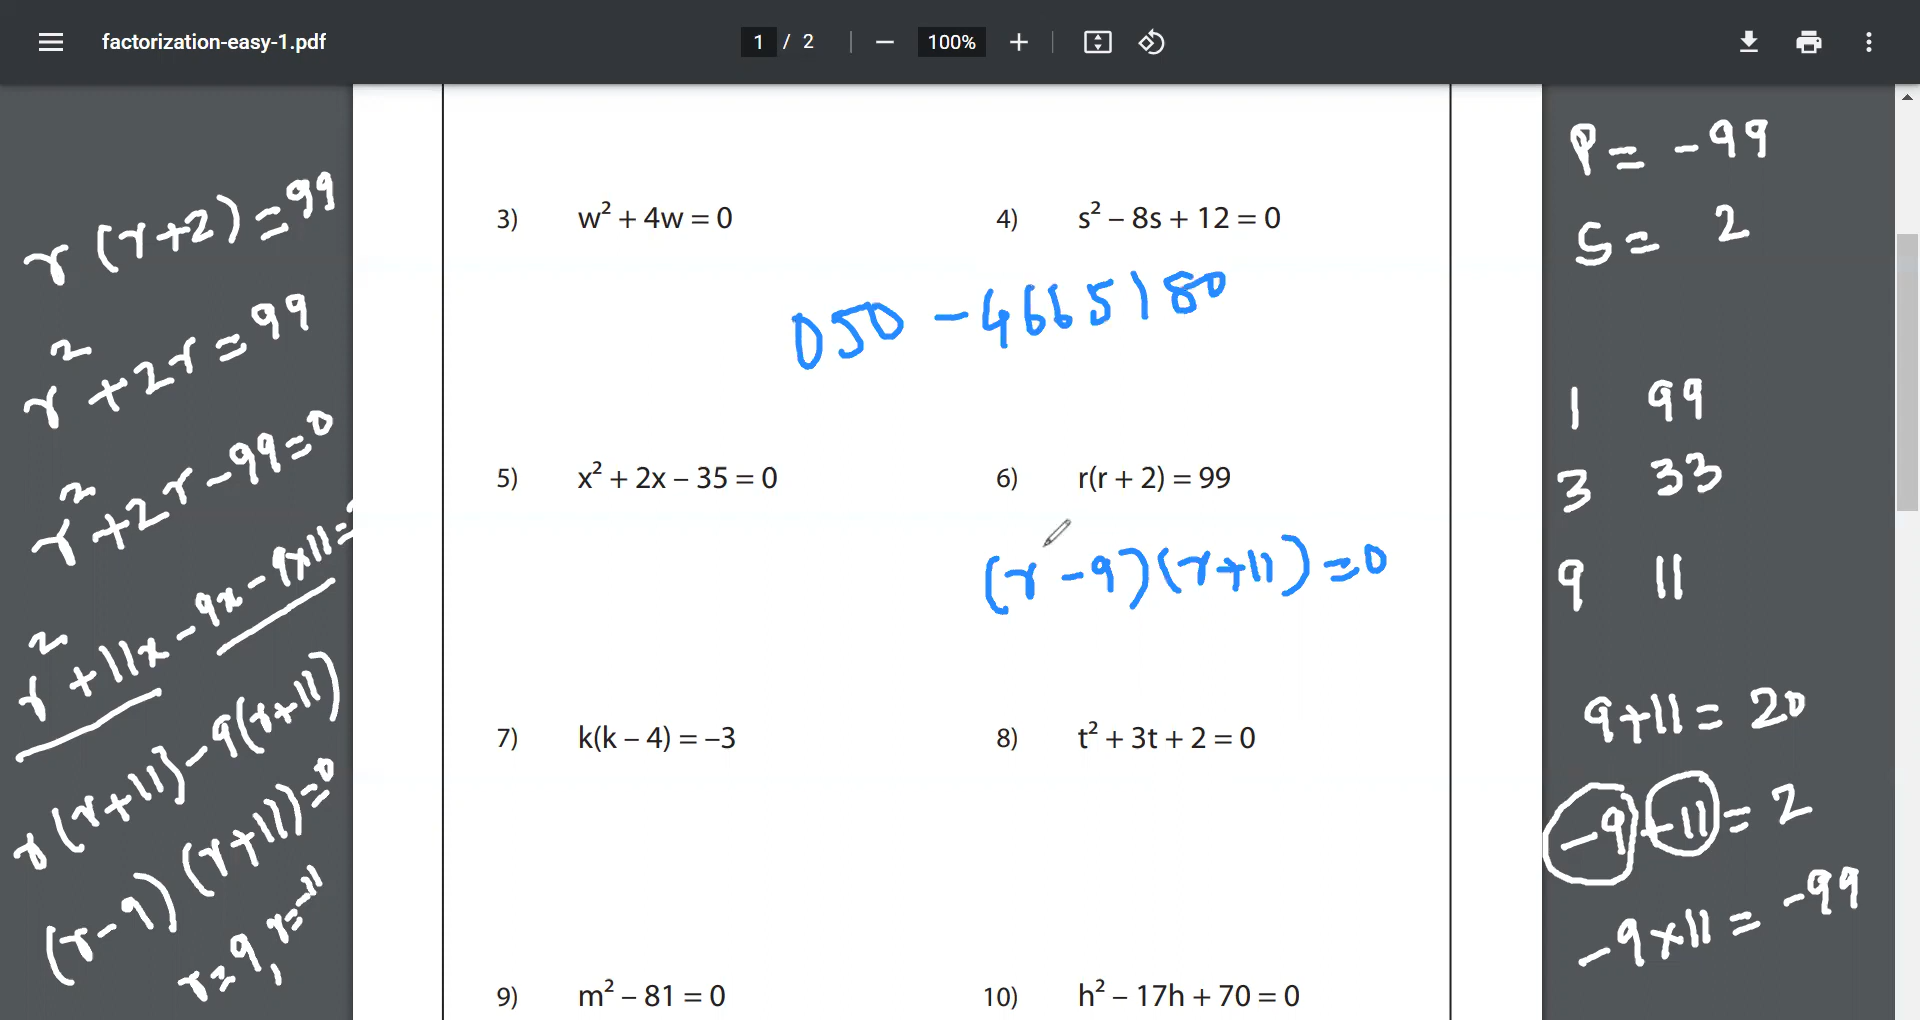 factorization-easy-1.pdf
1 / 2
100%
r(r+2)=99
r²+2r=99
r²+2r-99=0
r²+11x-9x-9x11=
r(r+11)-9(r+11)
(r-9)(r+11)=0
r=9, r=-11
3) w² + 4w = 0
4) s² – 8s + 12 = 0
050-4665180
5) x² + 2x – 35 = 0
6) r(r + 2) = 99
(r-9)(r+11)=0
7) k(k – 4) = –3
8) t² + 3t + 2 = 0
9) m² – 81 = 0
10) h² – 17h + 70 = 0
P= -99
S= 2
1 99
3 33
9 11
9+11=20
-9+11=2
-9x11=-99